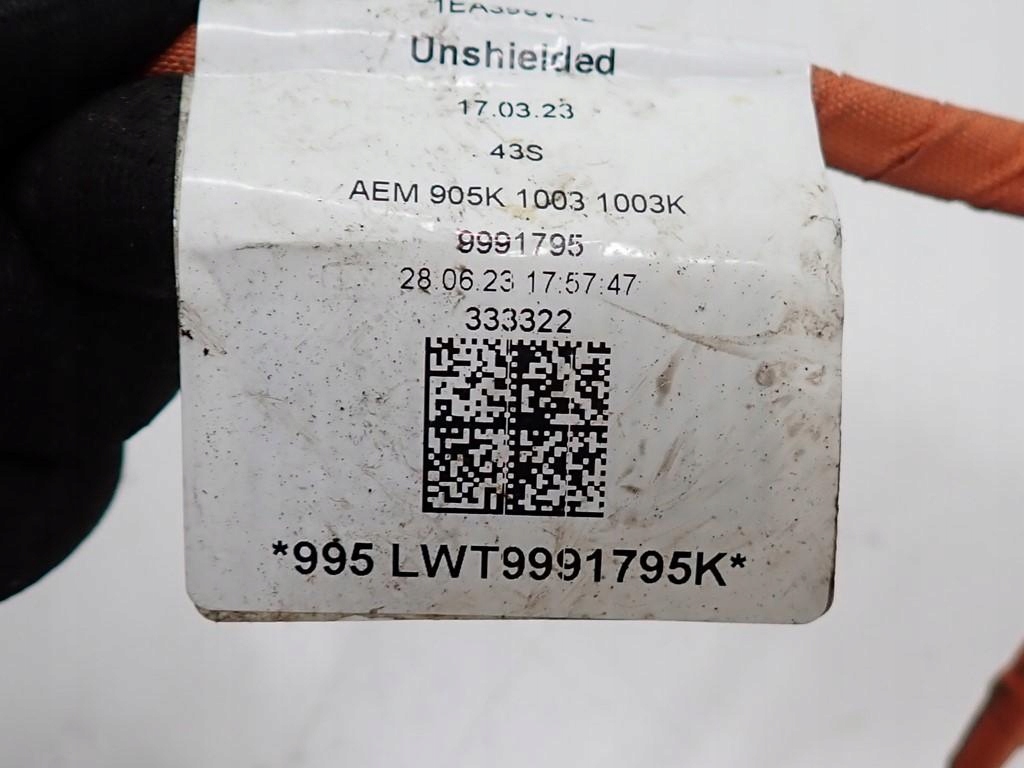 Unshielded
17.03.23
43S
AEM 905K 1003 1003K
9991795
28.06.23 17:57:47
333322
*995 LWT9991795K*